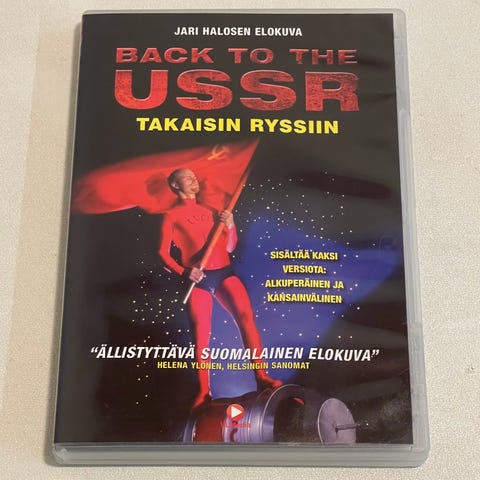 JARI HALOSEN ELOKUVA
BACK TO THE
USSR
TAKAISIN RYSSIIN
SISÄLTÄÄ KAKSI
VERSIOTA:
ALKUPERÄINEN JA
KANSAINVÄLINEN
“ÄLLISTYTTÄVÄ SUOMALAINEN ELOKUVA”
HELENA YLÖNEN, HELSINGIN SANOMAT